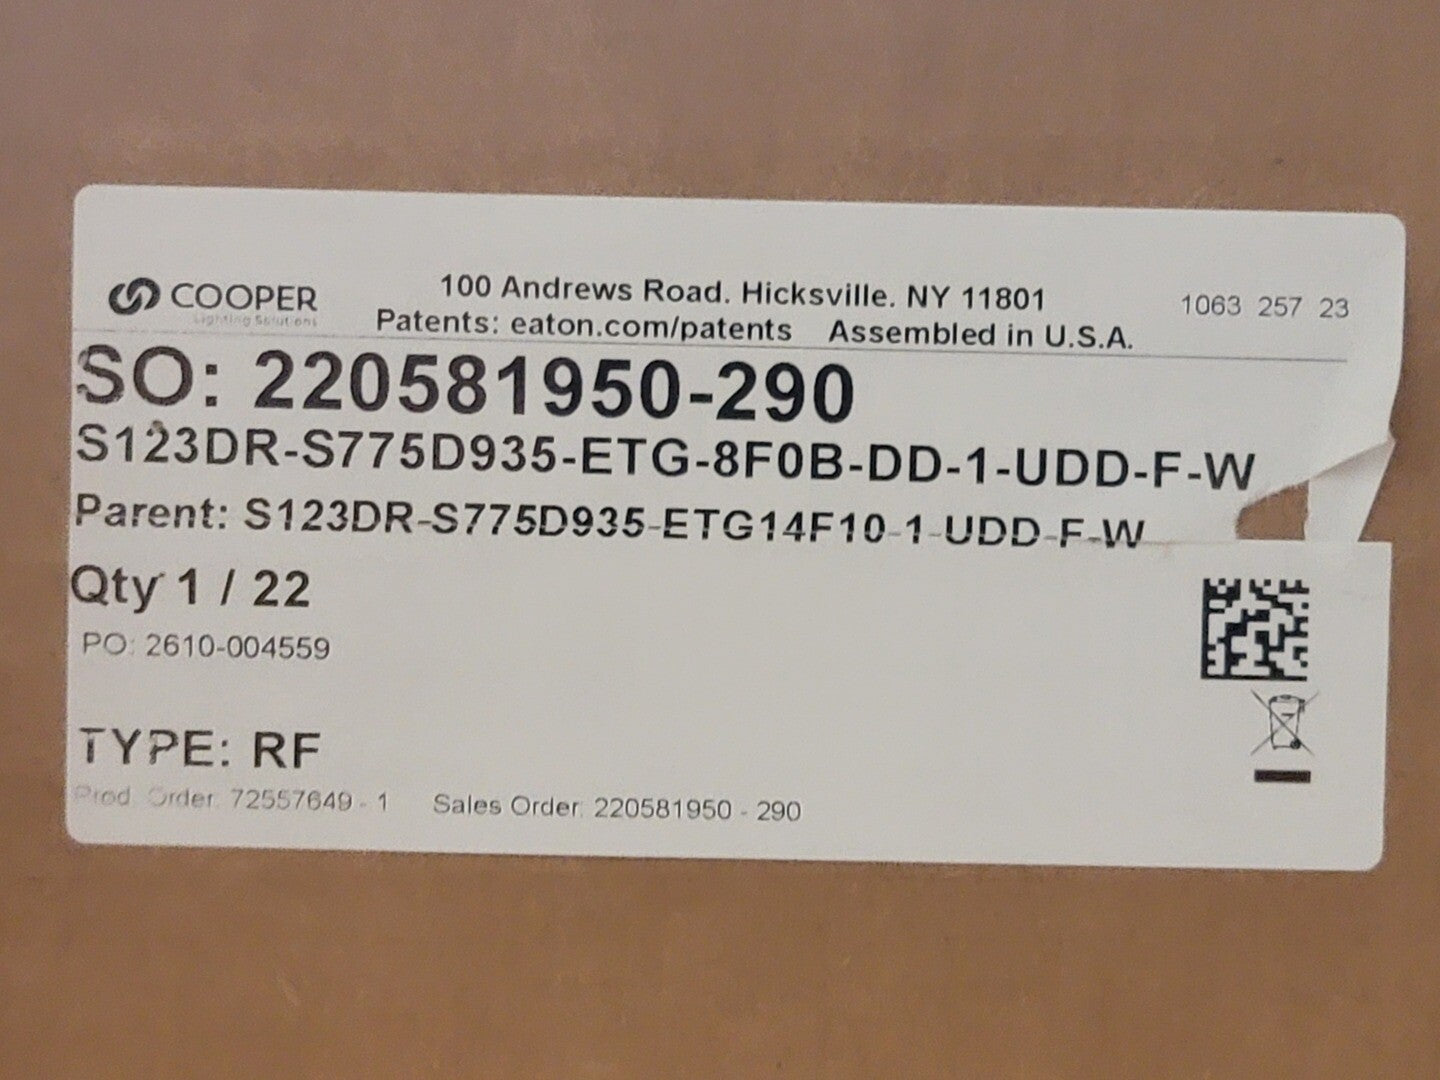 COOPER
Lighting Solutions
100 Andrews Road. Hicksville. NY 11801
Patents: eaton.com/patents Assembled in U.S.A.
1063 257 23
SO: 220581950-290
S123DR-S775D935-ETG-8F0B-DD-1-UDD-F-W
Parent: S123DR-S775D935-ETG14F10-1-UDD-F-W
Qty 1 / 22
PO: 2610-004559
TYPE: RF
Prod. Order: 72557649 - 1 Sales Order: 220581950 - 290